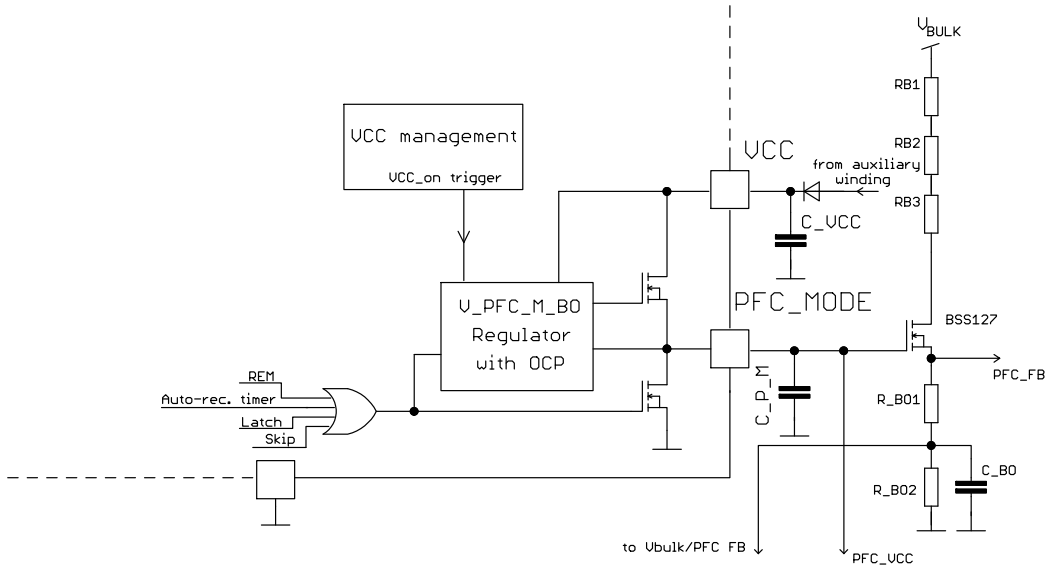 V_BULK
RB1
VCC management
RB2
VCC
from auxiliary
winding
VCC_on trigger
RB3
C_VCC
PFC_MODE
V_PFC_M_BO
Regulator
with OCP
BSS127
PFC_FB
REM
Auto-rec. timer
Latch
Skip
C_P_M
R_BO1
R_BO2
C_BO
to Vbulk/PFC FB
PFC_VCC